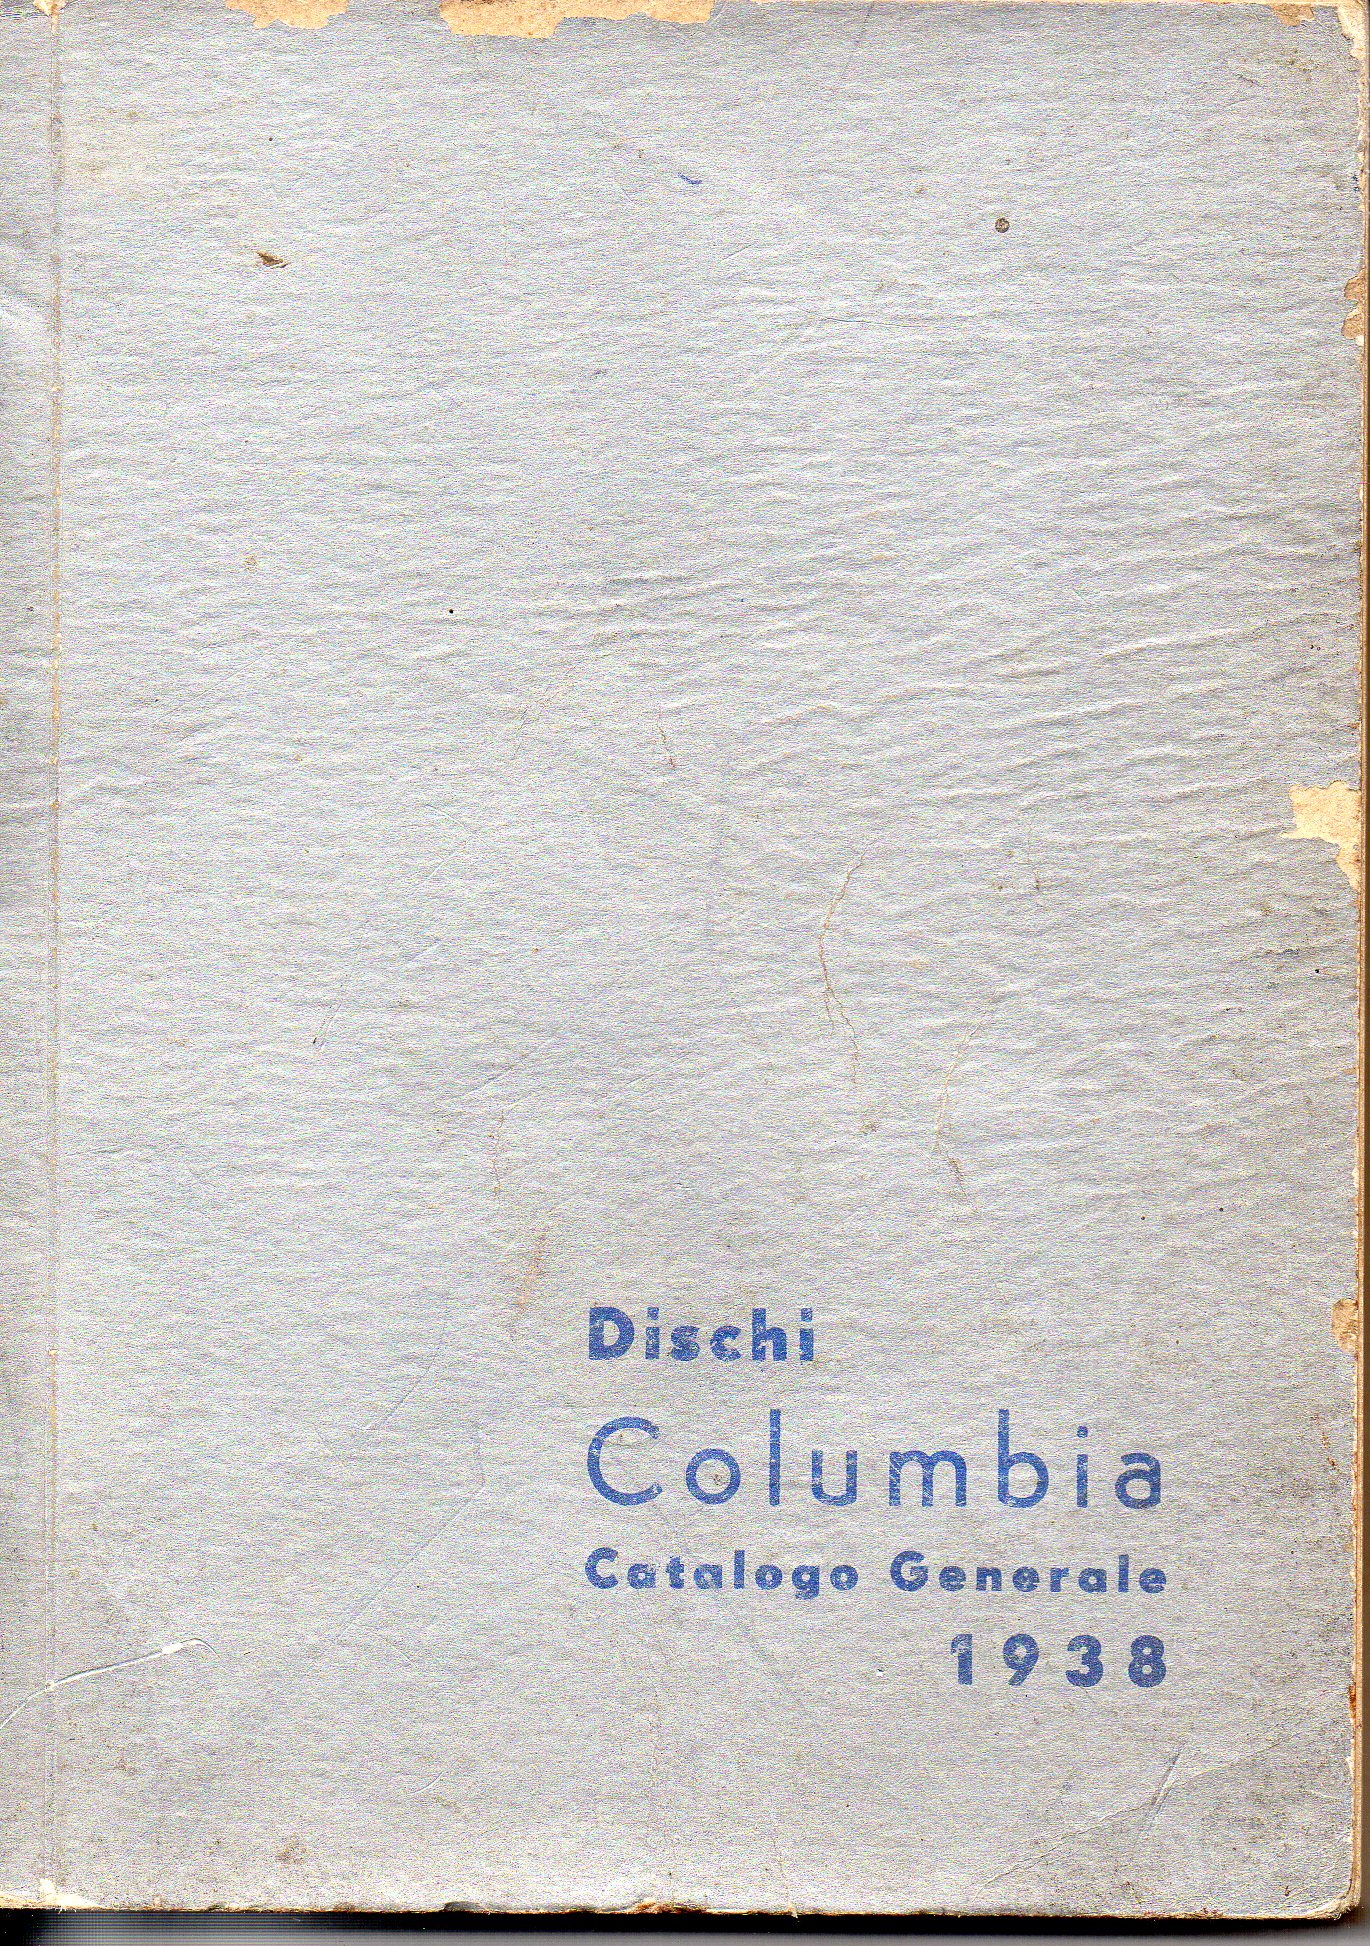 Dischi
Columbia
Catalogo Generale
1938